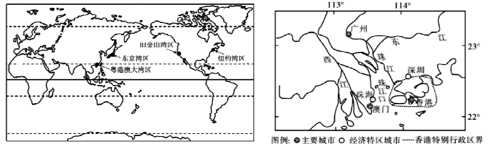 旧金山湾区
纽约湾区
东京湾区
粤港澳大湾区
113°
114°
广州
东
江
23°
西
江
珠
江
口
深圳
珠海
香港
澳门
22°
图例：◉主要城市 ○经济特区城市 —·—香港特别行政区界